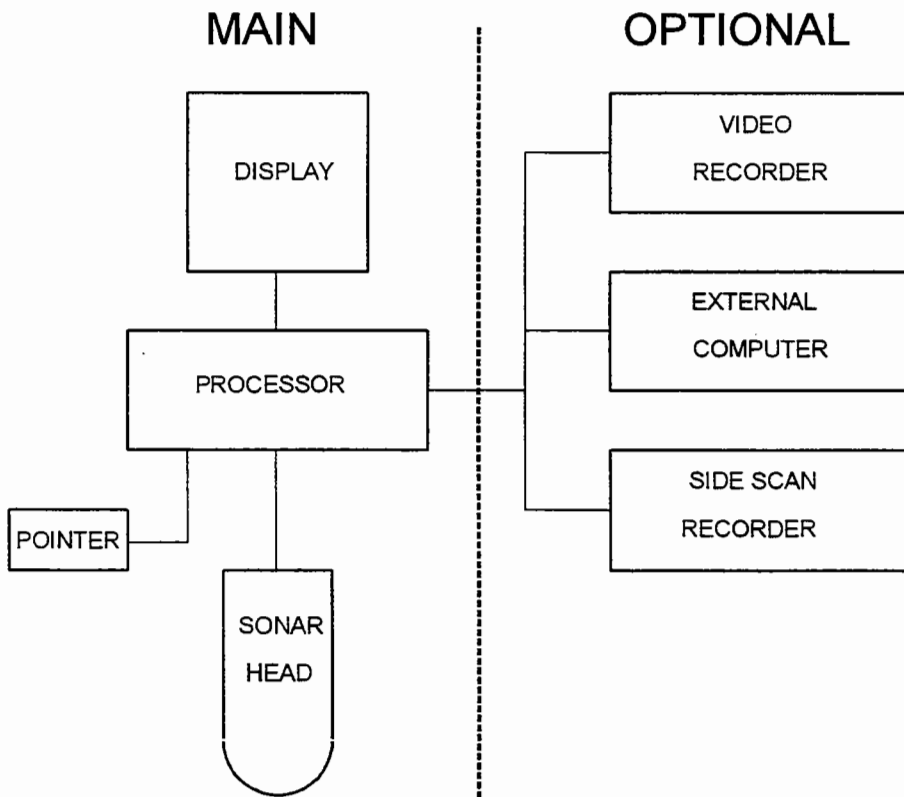 MAIN
OPTIONAL
DISPLAY
PROCESSOR
POINTER
SONAR
HEAD
VIDEO
RECORDER
EXTERNAL
COMPUTER
SIDE SCAN
RECORDER